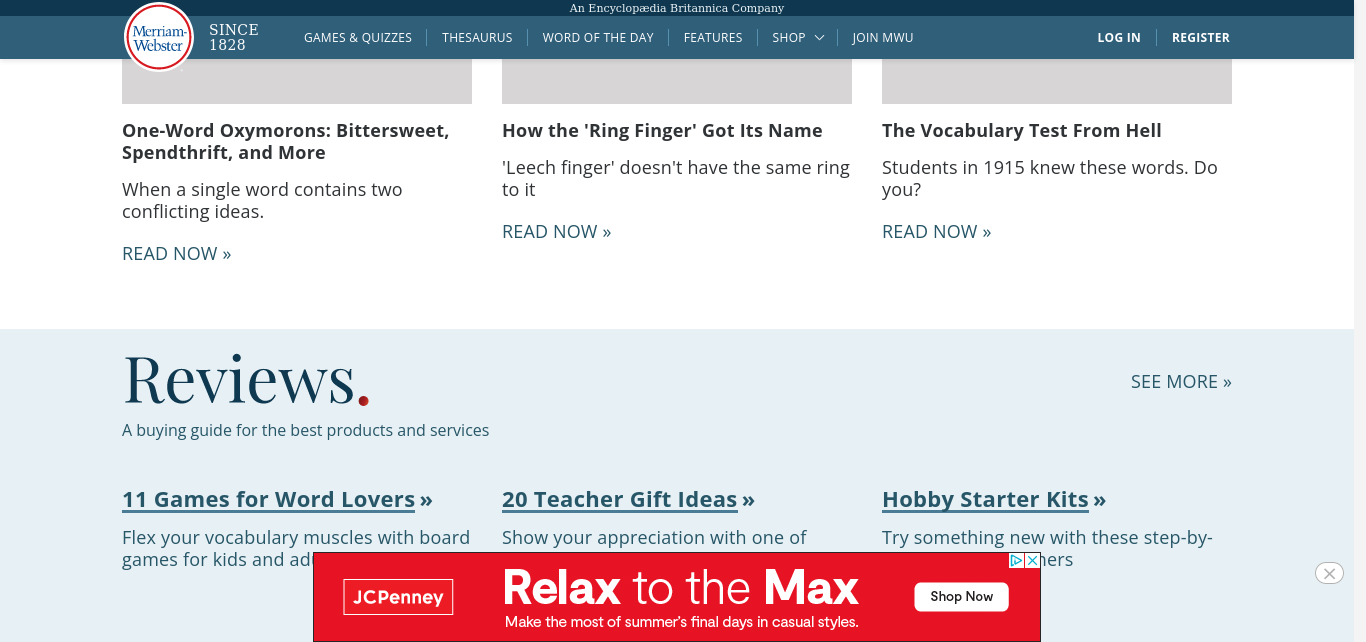 An Encyclopædia Britannica Company
Merriam-
Webster
SINCE
1828
GAMES & QUIZZES
THESAURUS
WORD OF THE DAY
FEATURES
SHOP
JOIN MWU
LOG IN
REGISTER
One-Word Oxymorons: Bittersweet,
Spendthrift, and More
When a single word contains two
conflicting ideas.
READ NOW »
How the 'Ring Finger' Got Its Name
'Leech finger' doesn't have the same ring
to it
READ NOW »
The Vocabulary Test From Hell
Students in 1915 knew these words. Do
you?
READ NOW »
Reviews.
SEE MORE »
A buying guide for the best products and services
11 Games for Word Lovers »
Flex your vocabulary muscles with board
games for kids and
20 Teacher Gift Ideas »
Show your appreciation with one of
Hobby Starter Kits »
Try something new with these step-by-
JCPenney
Relax to the Max
Make the most of summer's final days in casual styles.
Shop Now